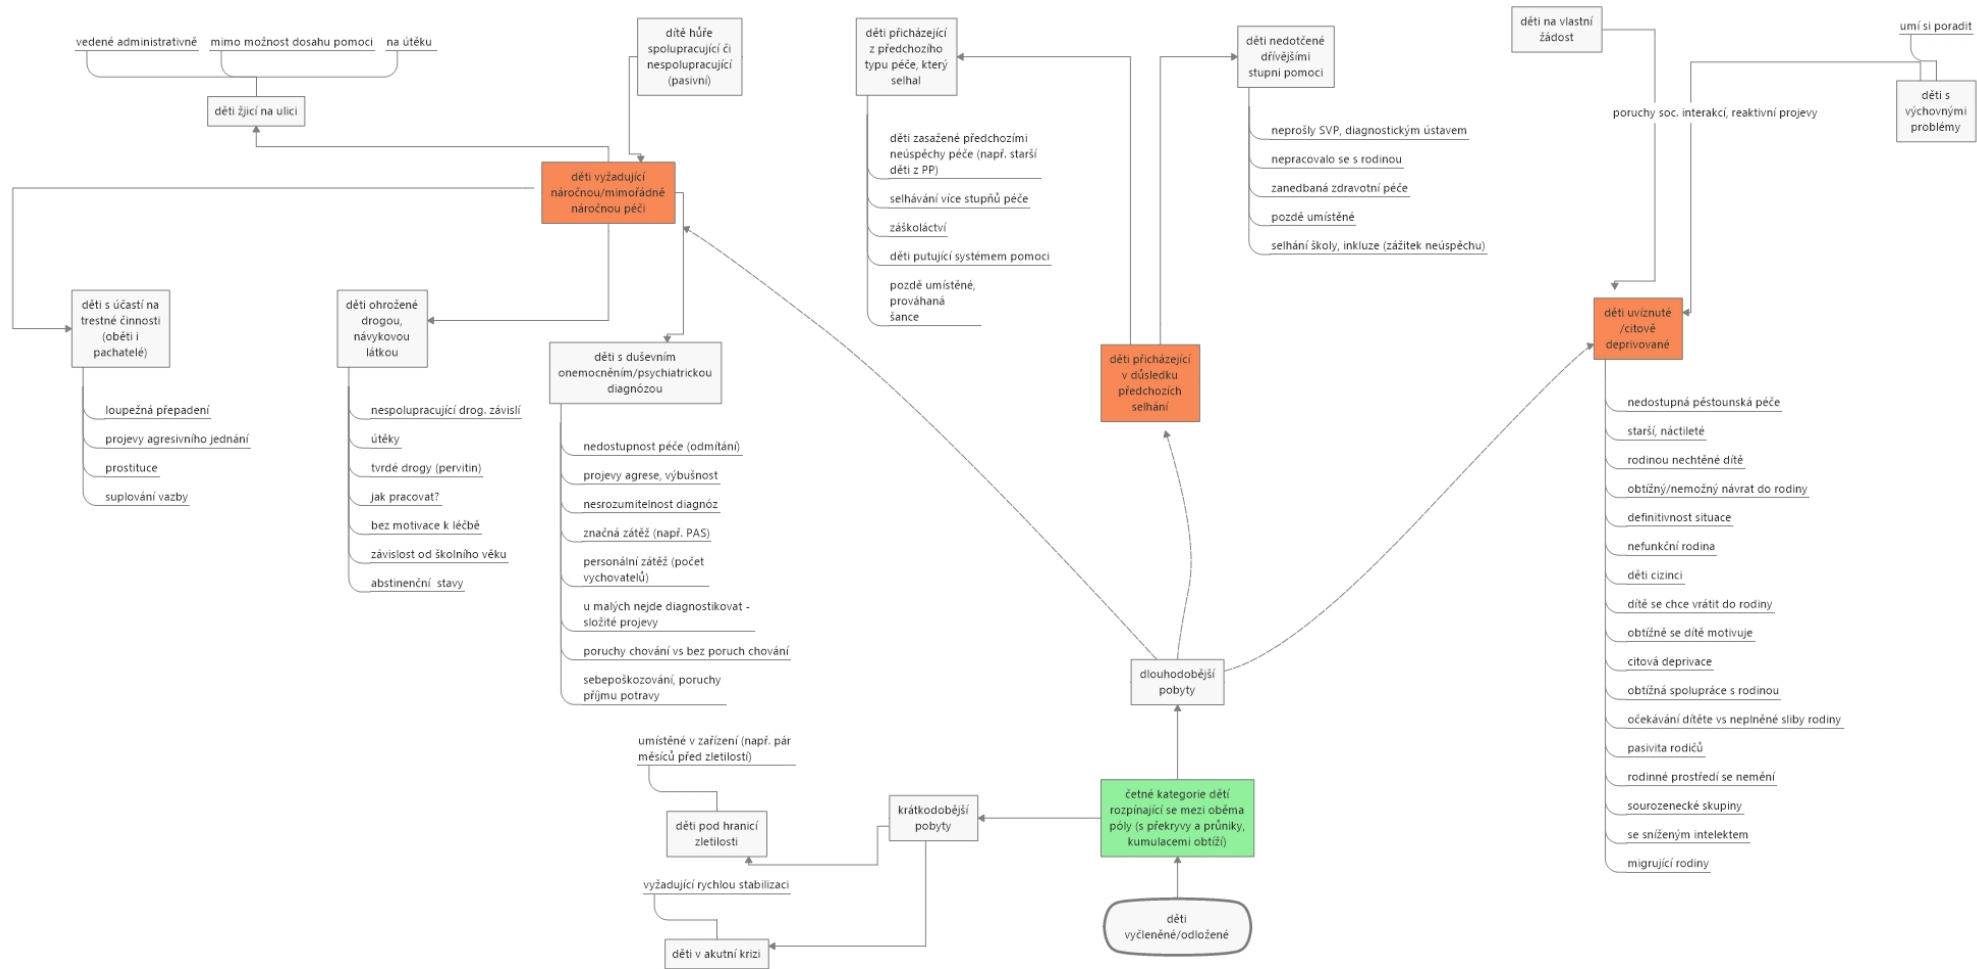 vedené administrativně
mimo možnost dosahu pomoci
na útěku
děti žjicí na ulici
dítě hůře
spolupracující či
nespolupracující
(pasivní)
děti vyžadující
náročnou/mimořádně
náročnou péči
děti s účastí na
trestné činnosti
(oběti i
pachatelé)
loupežná přepadení
projevy agresivního jednání
prostituce
suplování vazby
děti ohrožené
drogou,
návykovou
látkou
nespolupracující drog. závislí
útěky
tvrdé drogy (pervitin)
jak pracovat?
bez motivace k léčbě
závislost od školního věku
abstinenční  stavy
děti s duševním
onemocněním/psychiatrickou
diagnózou
nedostupnost péče (odmítání)
projevy agrese, výbušnost
nesrozumitelnost diagnóz
značná zátěž (např. PAS)
personální zátěž (počet
vychovatelů)
u malých nejde diagnostikovat -
složité projevy
poruchy chování vs bez poruch chování
sebepoškozování, poruchy
příjmu potravy
děti přicházející
z předchozího
typu péče, který
selhal
děti zasažené předchozími
neúspěchy péče (např. starší
děti z PP)
selhávání více stupňů péče
záškoláctví
děti putující systémem pomoci
pozdě umístěné,
prováhaná
šance
děti nedotčené
dřívějšími
stupni pomoci
neprošly SVP, diagnostickým ústavem
nepracovalo se s rodinou
zanedbaná zdravotní péče
pozdě umístěné
selhání školy, inkluze (zážitek neúspěchu)
děti přicházející
v důsledku
předchozích
selhání
děti na vlastní
žádost
umí si poradit
děti s
výchovnými
problémy
poruchy soc. interakcí, reaktivní projevy
děti uvíznuté
/citově
deprivované
nedostupná pěstounská péče
starší, náctileté
rodinou nechtěné dítě
obtížný/nemožný návrat do rodiny
definitivnost situace
nefunkční rodina
děti cizinci
dítě se chce vrátit do rodiny
obtížně se dítě motivuje
citová deprivace
obtížná spolupráce s rodinou
očekávání dítěte vs neplněné sliby rodiny
pasivita rodičů
rodinné prostředí se nemění
sourozenecké skupiny
se sníženým intelektem
migrující rodiny
dlouhodobější
pobyty
umístěné v zařízení (např. pár
měsíců před zletilostí)
děti pod hranicí
zletilosti
krátkodobější
pobyty
četné kategorie dětí
rozpínající se mezi oběma
póly (s překryvy a průniky,
kumulacemi obtíží)
vyžadující rychlou stabilizaci
děti v akutní krizi
děti
vyčleněné/odložené